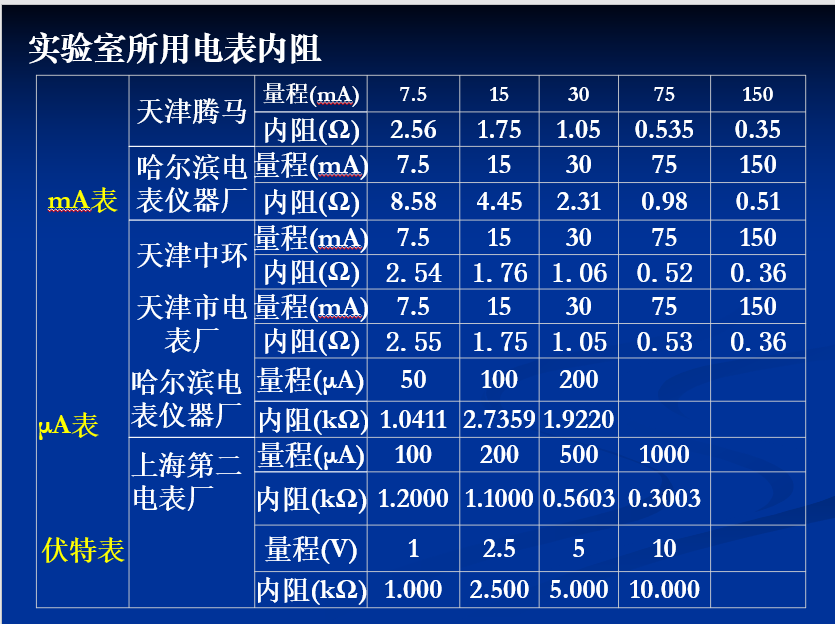 实验室所用电表内阻
mA表
天津腾马
量程(mA) 7.5 15 30 75 150
内阻(Ω) 2.56 1.75 1.05 0.535 0.35
哈尔滨电
表仪器厂
量程(mA) 7.5 15 30 75 150
内阻(Ω) 8.58 4.45 2.31 0.98 0.51
天津中环
量程(mA) 7.5 15 30 75 150
内阻(Ω) 2.54 1.76 1.06 0.52 0.36
天津市电
表厂
量程(mA) 7.5 15 30 75 150
内阻(Ω) 2.55 1.75 1.05 0.53 0.36
μA表
哈尔滨电
表仪器厂
量程(μA) 50 100 200
内阻(kΩ) 1.0411 2.7359 1.9220
上海第二
电表厂
量程(μA) 100 200 500 1000
内阻(kΩ) 1.2000 1.1000 0.5603 0.3003
伏特表
量程(V) 1 2.5 5 10
内阻(kΩ) 1.000 2.500 5.000 10.000